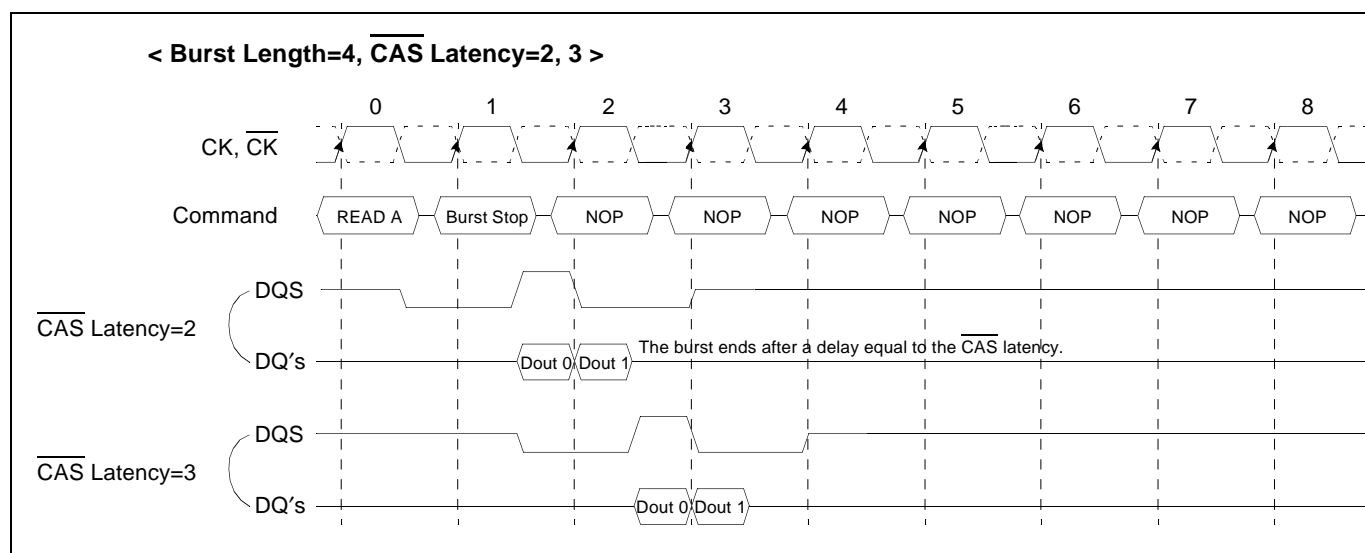 < Burst Length=4, CAS Latency=2, 3 >
0 1 2 3 4 5 6 7 8
CK, CK
Command READ A Burst Stop NOP NOP NOP NOP NOP NOP NOP
DQS
CAS Latency=2
The burst ends after a delay equal to the CAS latency.
DQ's Dout 0 Dout 1
DQS
CAS Latency=3
DQ's Dout 0 Dout 1